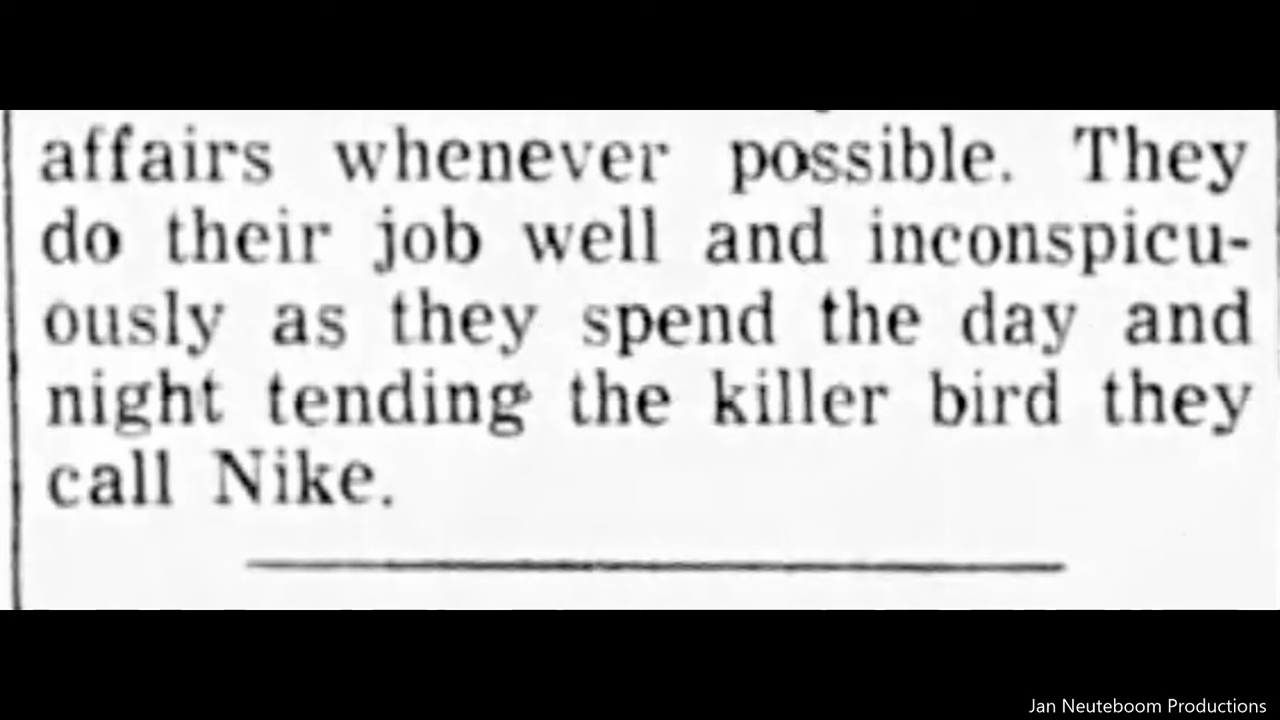 affairs whenever possible. They
do their job well and inconspicu-
ously as they spend the day and
night tending the killer bird they
call Nike.
Jan Neuteboom Productions